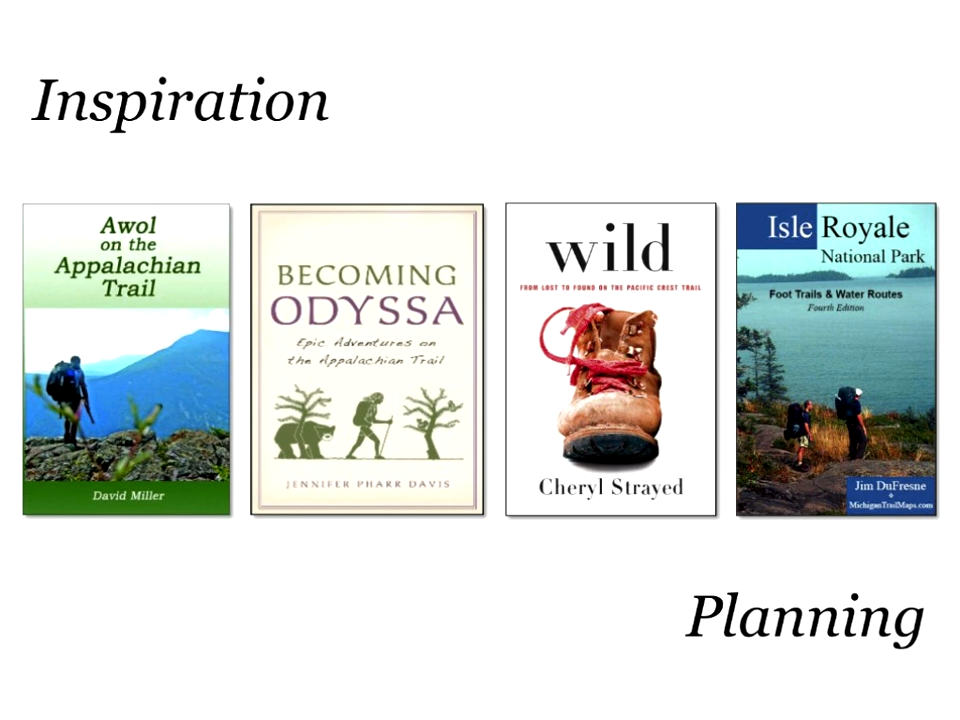 Inspiration
Awol
on the
Appalachian
Trail
David Miller
BECOMING
ODYSSA
Epic Adventures on
the Appalachian Trail
JENNIFER PHARR DAVIS
wild
FROM LOST TO FOUND ON THE PACIFIC CREST TRAIL
Cheryl Strayed
Isle Royale
National Park
Foot Trails & Water Routes
Fourth Edition
Jim DuFresne
MichiganTrailMaps.com
Planning